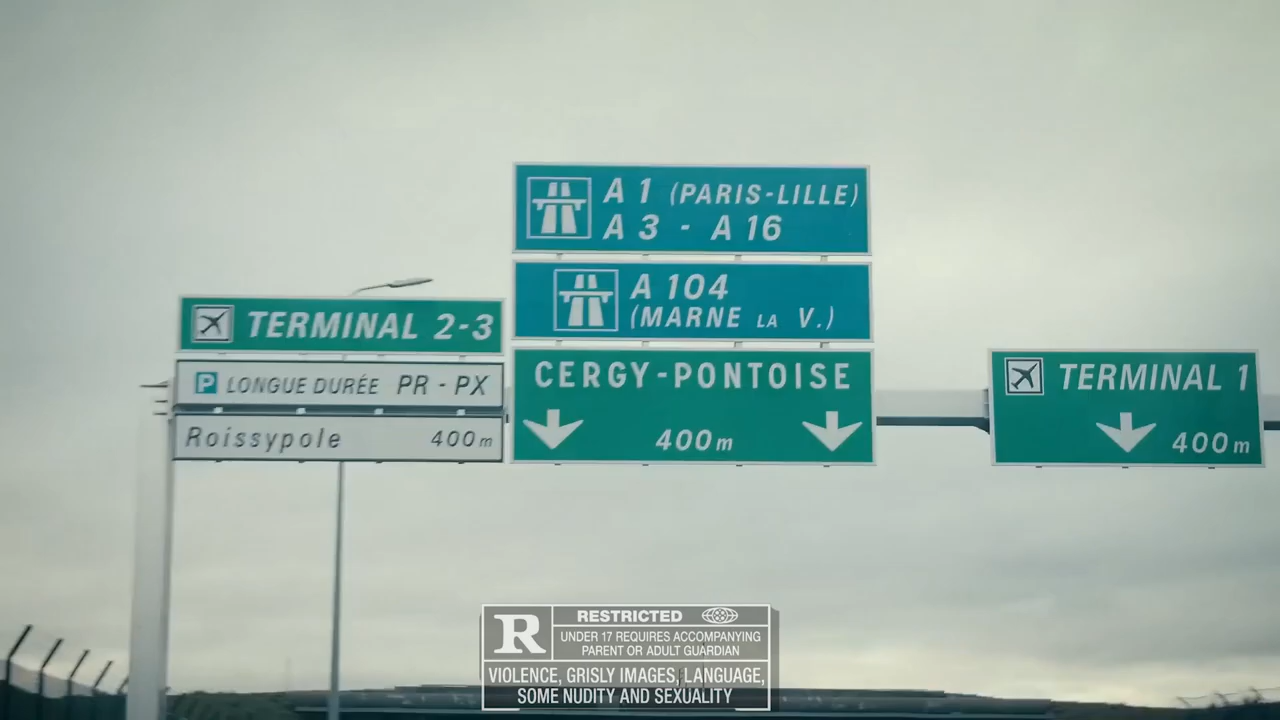 A 1 (PARIS-LILLE)
A 3 - A 16
A 104
(MARNE LA V.)
TERMINAL 2-3
P LONGUE DURÉE PR - PX
Roissypole 400m
CERGY-PONTOISE
400m
TERMINAL 1
400m
R
RESTRICTED
UNDER 17 REQUIRES ACCOMPANYING
PARENT OR ADULT GUARDIAN
VIOLENCE, GRISLY IMAGES, LANGUAGE,
SOME NUDITY AND SEXUALITY